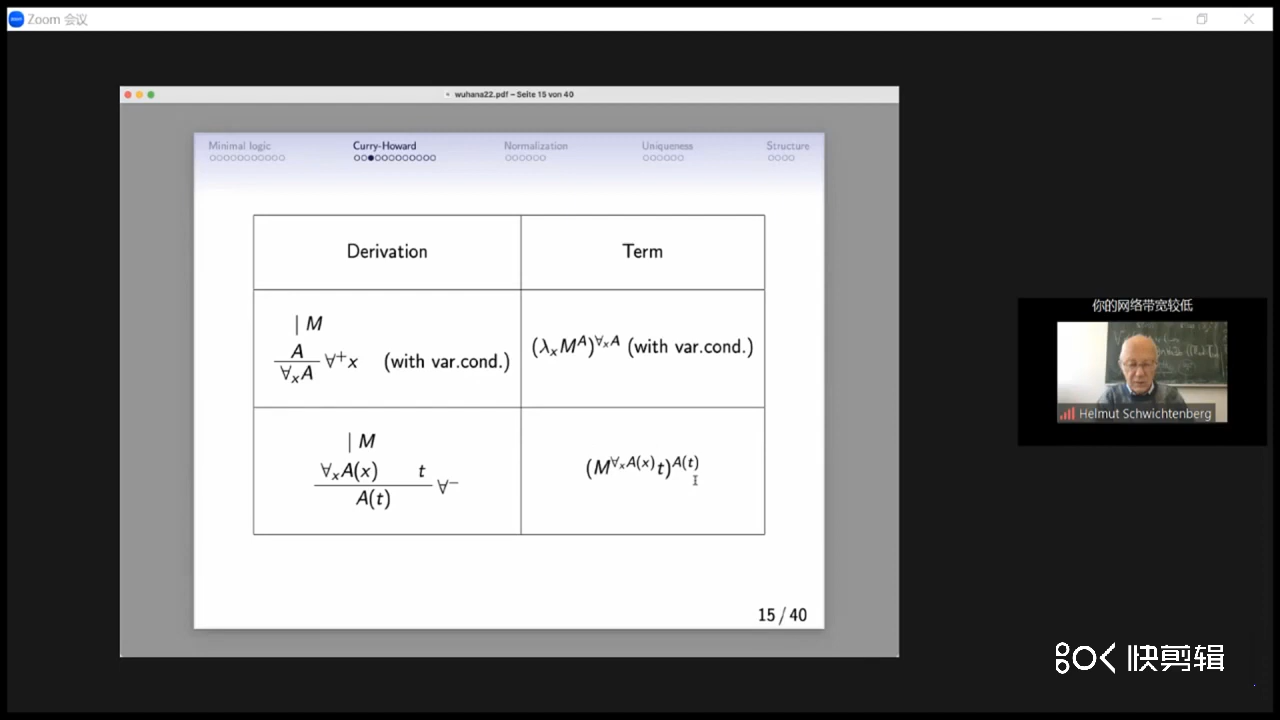 Zoom 会议
wuhana22.pdf – Seite 15 von 40
Minimal logic Curry-Howard Normalization Uniqueness Structure
Derivation Term
| M
A
∀ₓA ∀⁺x (with var.cond.) (λₓMᴬ)^∀ₓA (with var.cond.)
| M
∀ₓA(x) t
A(t) ∀⁻ (M^∀ₓA(x) t)^A(t)
15 / 40
你的网络带宽较低
Helmut Schwichtenberg
快剪辑